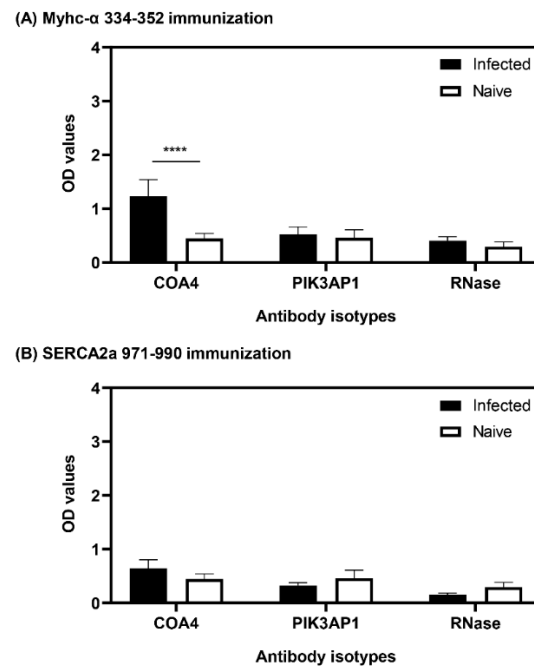 (A) Myhc-α 334-352 immunization
Infected
Naive
****
OD values
4
3
2
1
0
COA4 PIK3AP1 RNase
Antibody isotypes
(B) SERCA2a 971-990 immunization
Infected
Naive
OD values
4
3
2
1
0
COA4 PIK3AP1 RNase
Antibody isotypes